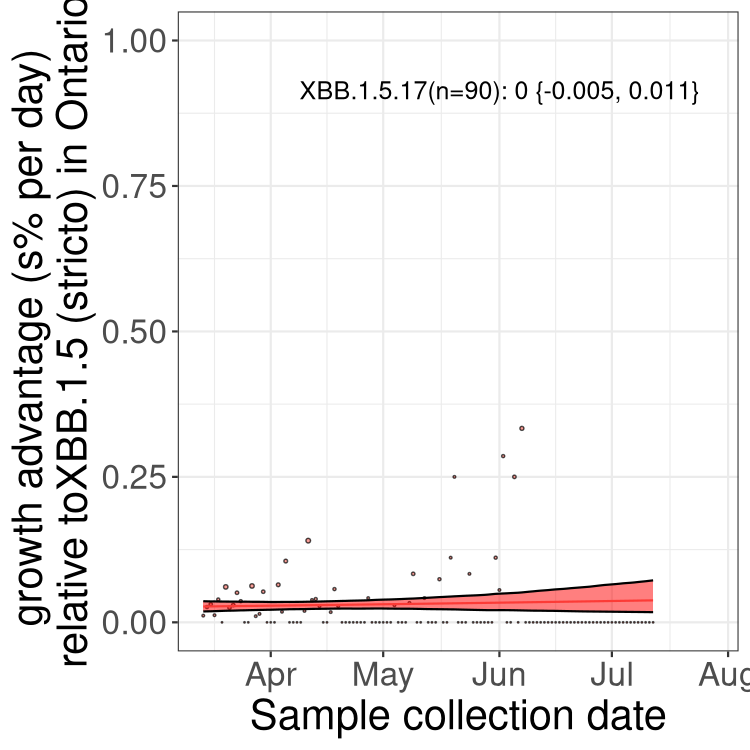 growth advantage (s% per day)
relative toXBB.1.5 (stricto) in Ontario
1.00
0.75
0.50
0.25
0.00
XBB.1.5.17(n=90): 0 {-0.005, 0.011}
Apr May Jun Jul Aug
Sample collection date